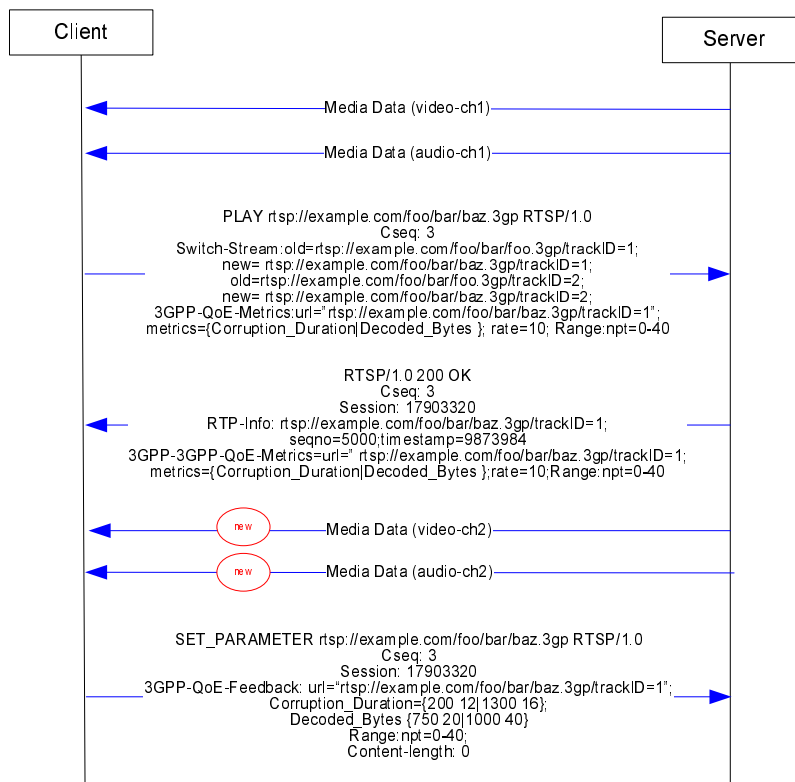 Client
Server
Media Data (video-ch1)
Media Data (audio-ch1)
PLAY rtsp://example.com/foo/bar/baz.3gp RTSP/1.0
Cseq: 3
Switch-Stream:old=rtsp://example.com/foo/bar/foo.3gp/trackID=1;
new= rtsp://example.com/foo/bar/baz.3gp/trackID=1;
old=rtsp://example.com/foo/bar/foo.3gp/trackID=2;
new= rtsp://example.com/foo/bar/baz.3gp/trackID=2;
3GPP-QoE-Metrics:url="rtsp://example.com/foo/bar/baz.3gp/trackID=1";
metrics={Corruption_Duration|Decoded_Bytes }; rate=10; Range:npt=0-40
RTSP/1.0 200 OK
Cseq: 3
Session: 17903320
RTP-Info: rtsp://example.com/foo/bar/baz.3gp/trackID=1;
seqno=5000;timestamp=9873984
3GPP-3GPP-QoE-Metrics=url=" rtsp://example.com/foo/bar/baz.3gp/trackID=1;
metrics={Corruption_Duration|Decoded_Bytes };rate=10;Range:npt=0-40
new
Media Data (video-ch2)
new
Media Data (audio-ch2)
SET_PARAMETER rtsp://example.com/foo/bar/baz.3gp RTSP/1.0
Cseq: 3
Session: 17903320
3GPP-QoE-Feedback: url="rtsp://example.com/foo/bar/baz.3gp/trackID=1";
Corruption_Duration={200 12|1300 16};
Decoded_Bytes {750 20|1000 40}
Range:npt=0-40;
Content-length: 0